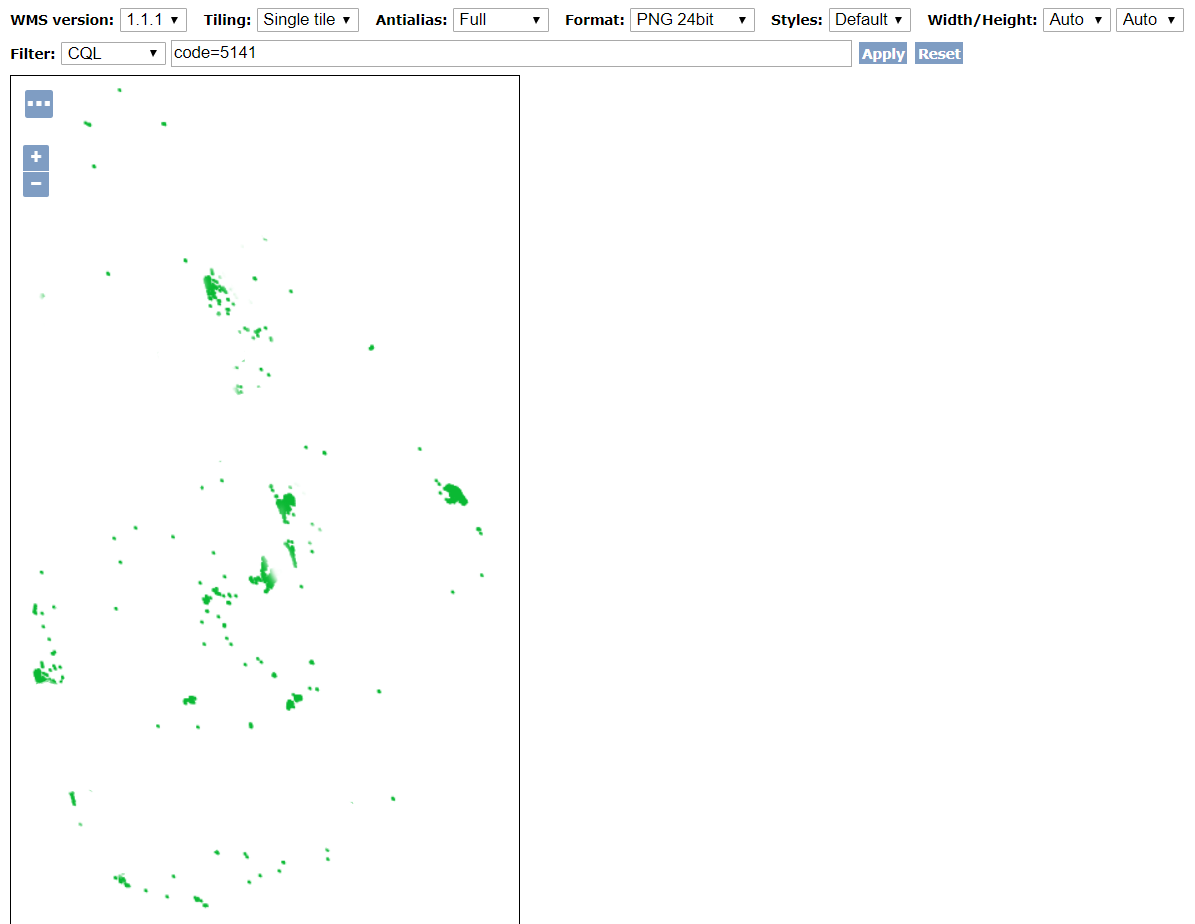 WMS version: 1.1.1 Tiling: Single tile Antialias: Full Format: PNG 24bit Styles: Default Width/Height: Auto Auto
Filter: CQL code=5141 Apply Reset
+
−